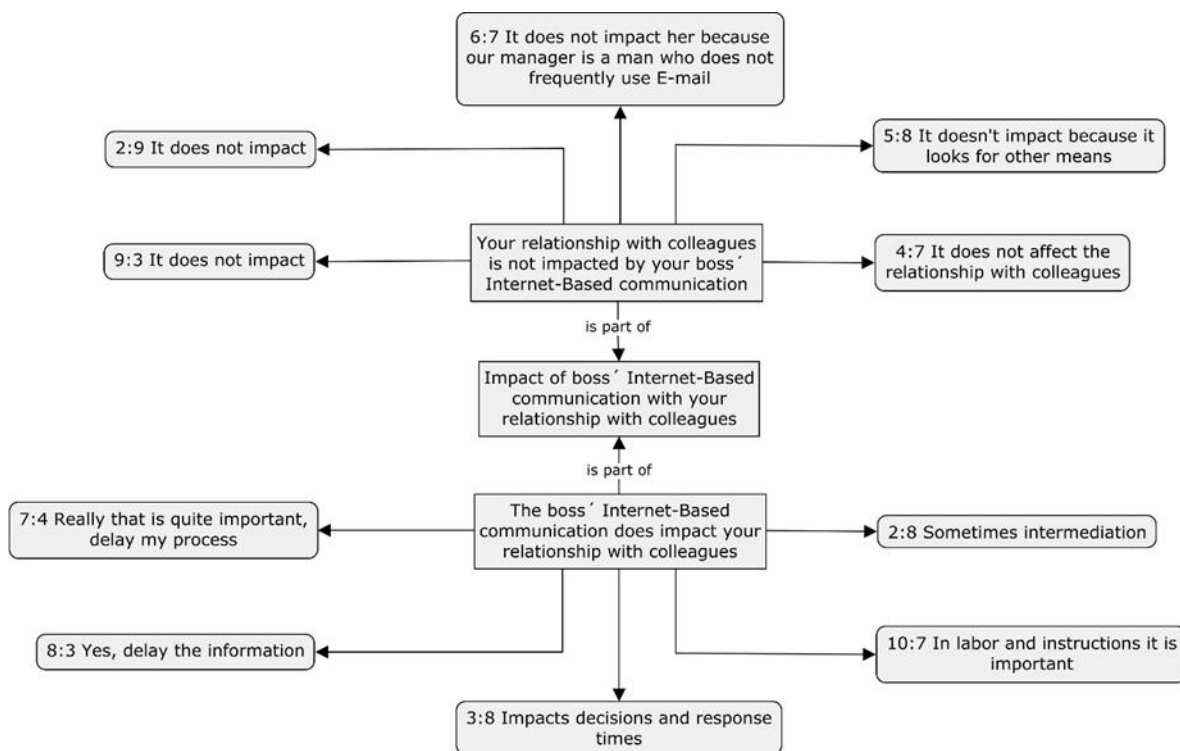 6:7 It does not impact her because
our manager is a man who does not
frequently use E-mail
2:9 It does not impact
5:8 It doesn't impact because it
looks for other means
9:3 It does not impact
Your relationship with colleagues
is not impacted by your boss´
Internet-Based communication
4:7 It does not affect the
relationship with colleagues
is part of
Impact of boss´ Internet-Based
communication with your
relationship with colleagues
is part of
7:4 Really that is quite important,
delay my process
The boss´ Internet-Based
communication does impact your
relationship with colleagues
2:8 Sometimes intermediation
8:3 Yes, delay the information
10:7 In labor and instructions it is
important
3:8 Impacts decisions and response
times